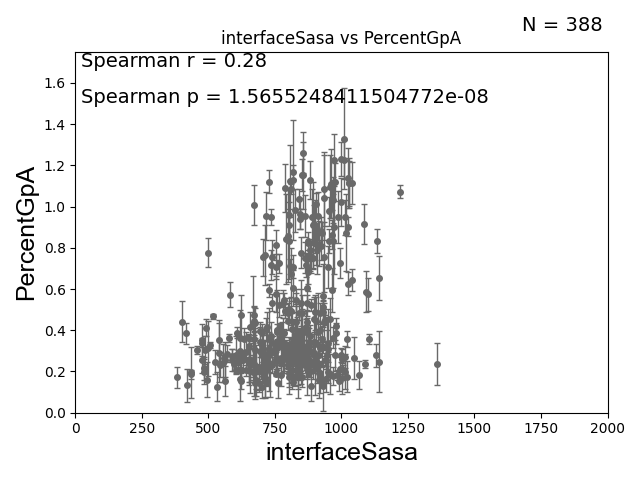 N = 388
interfaceSasa vs PercentGpA
Spearman r = 0.28
Spearman p = 1.5655248411504772e-08
1.6
1.4
1.2
1.0
0.8
0.6
0.4
0.2
0.0
PercentGpA
0 250 500 750 1000 1250 1500 1750 2000
interfaceSasa